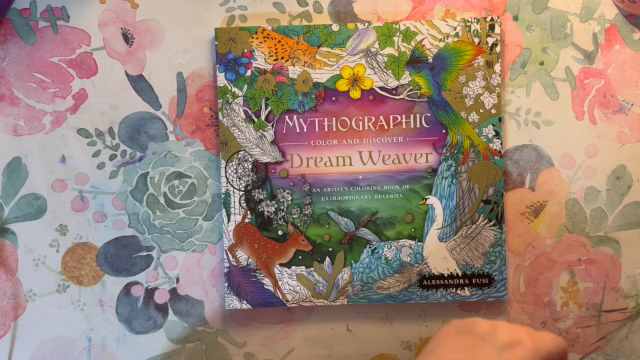 MYTHOGRAPHIC
COLOR AND DISCOVER
Dream Weaver
AN ARTIST'S COLORING BOOK OF
EXTRAORDINARY REVERIES
ALESSANDRA FUSI